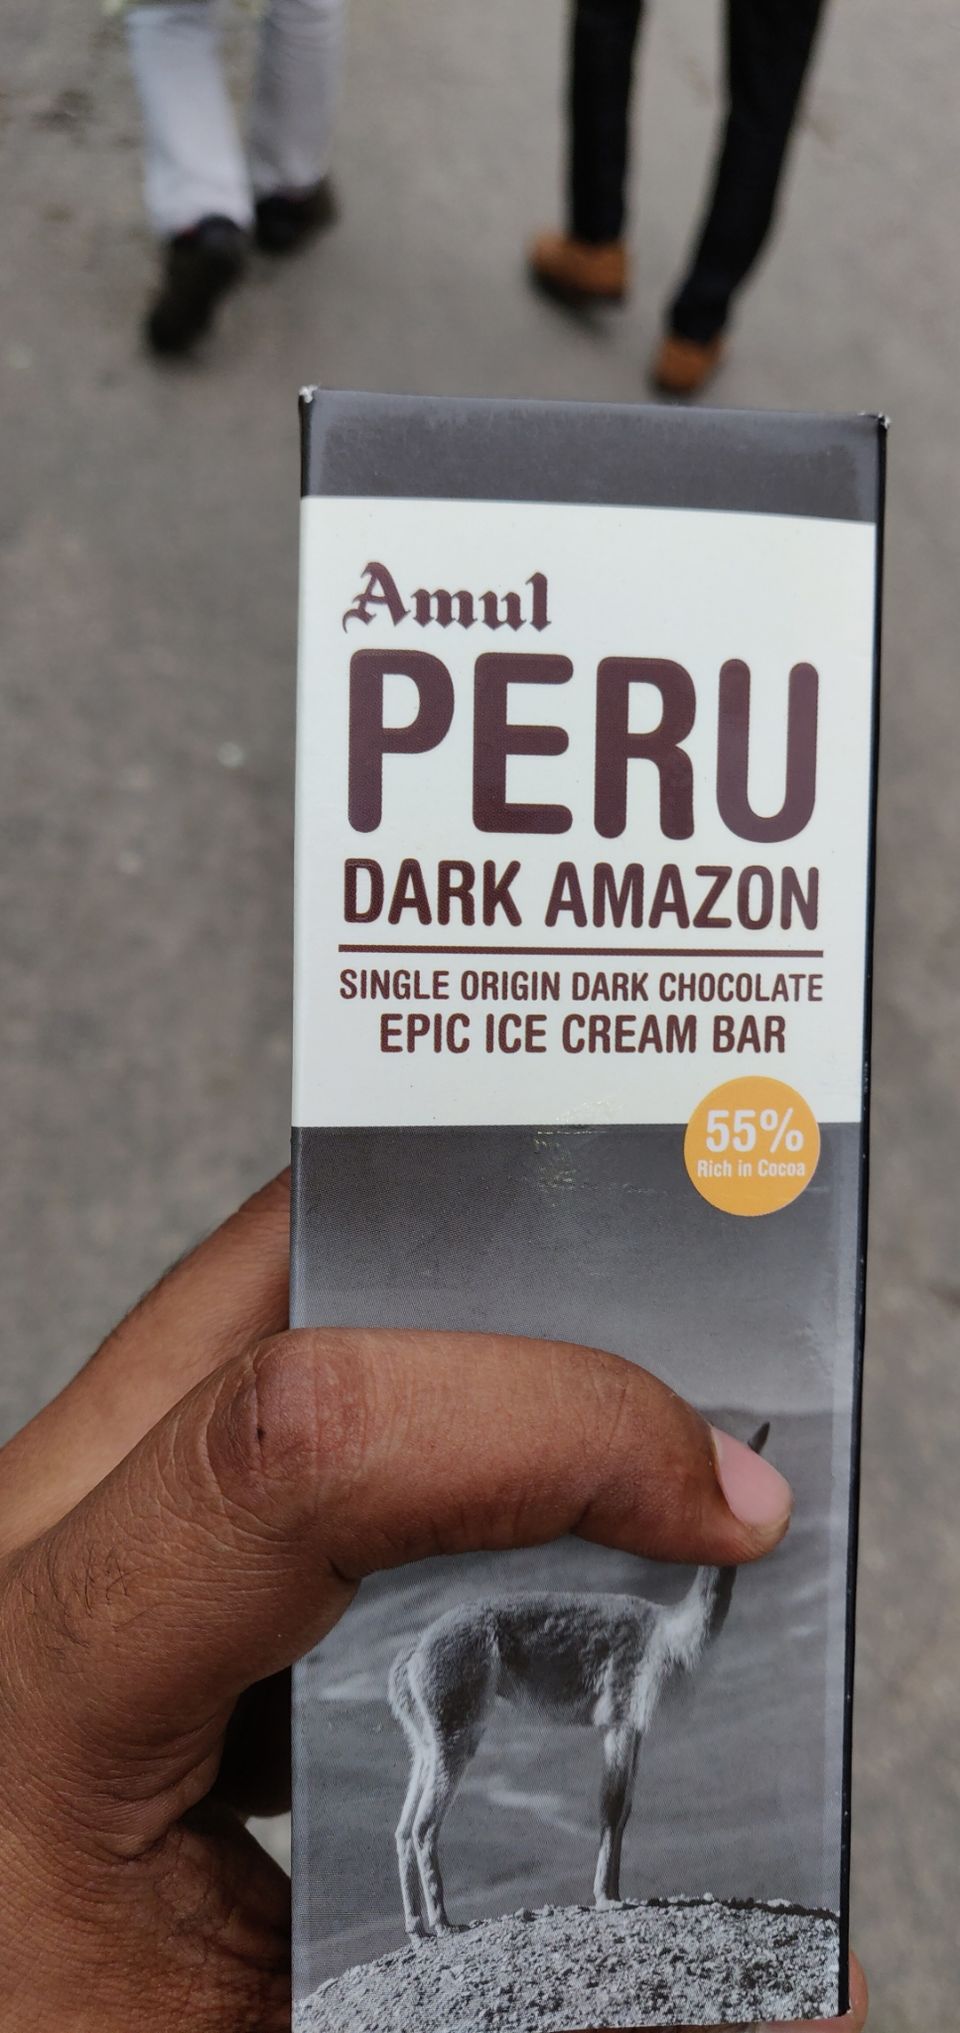 Amul
PERU
DARK AMAZON
SINGLE ORIGIN DARK CHOCOLATE
EPIC ICE CREAM BAR
55%
Rich in Cocoa